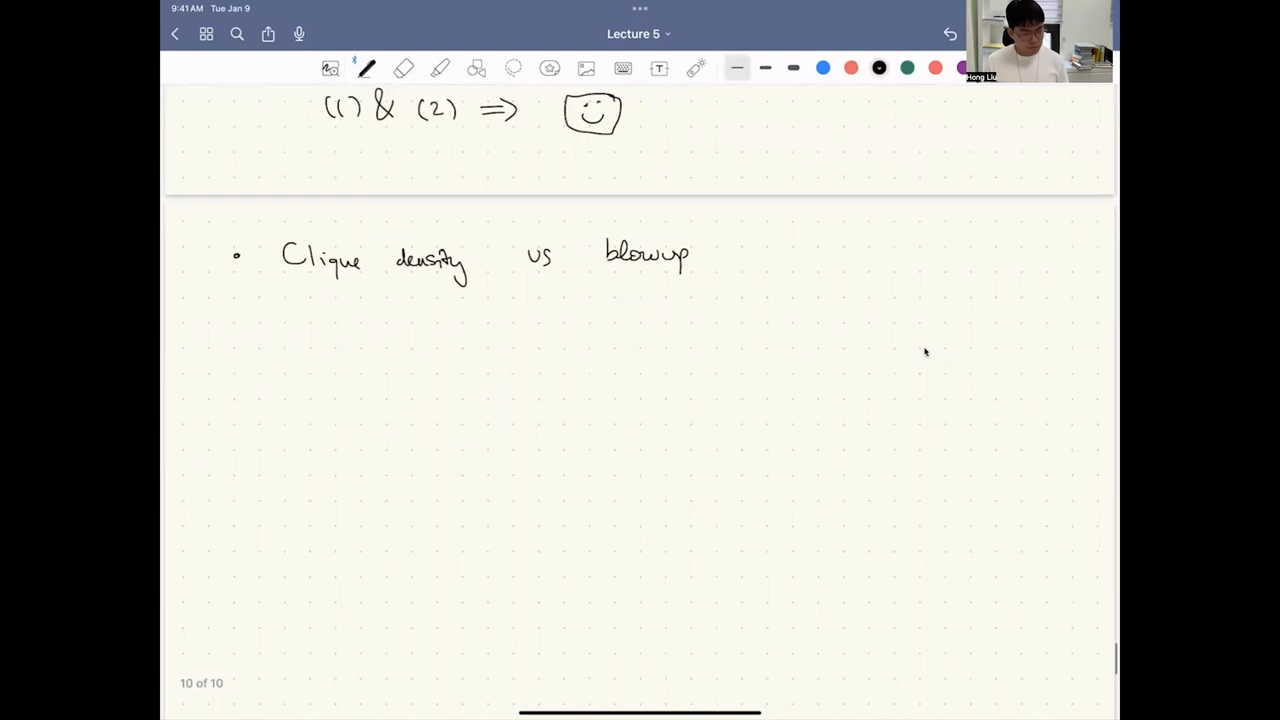 9:41 AM Tue Jan 9
Lecture 5
Hong Liu
(1) & (2) ⇒
• Clique density vs blowup
10 of 10